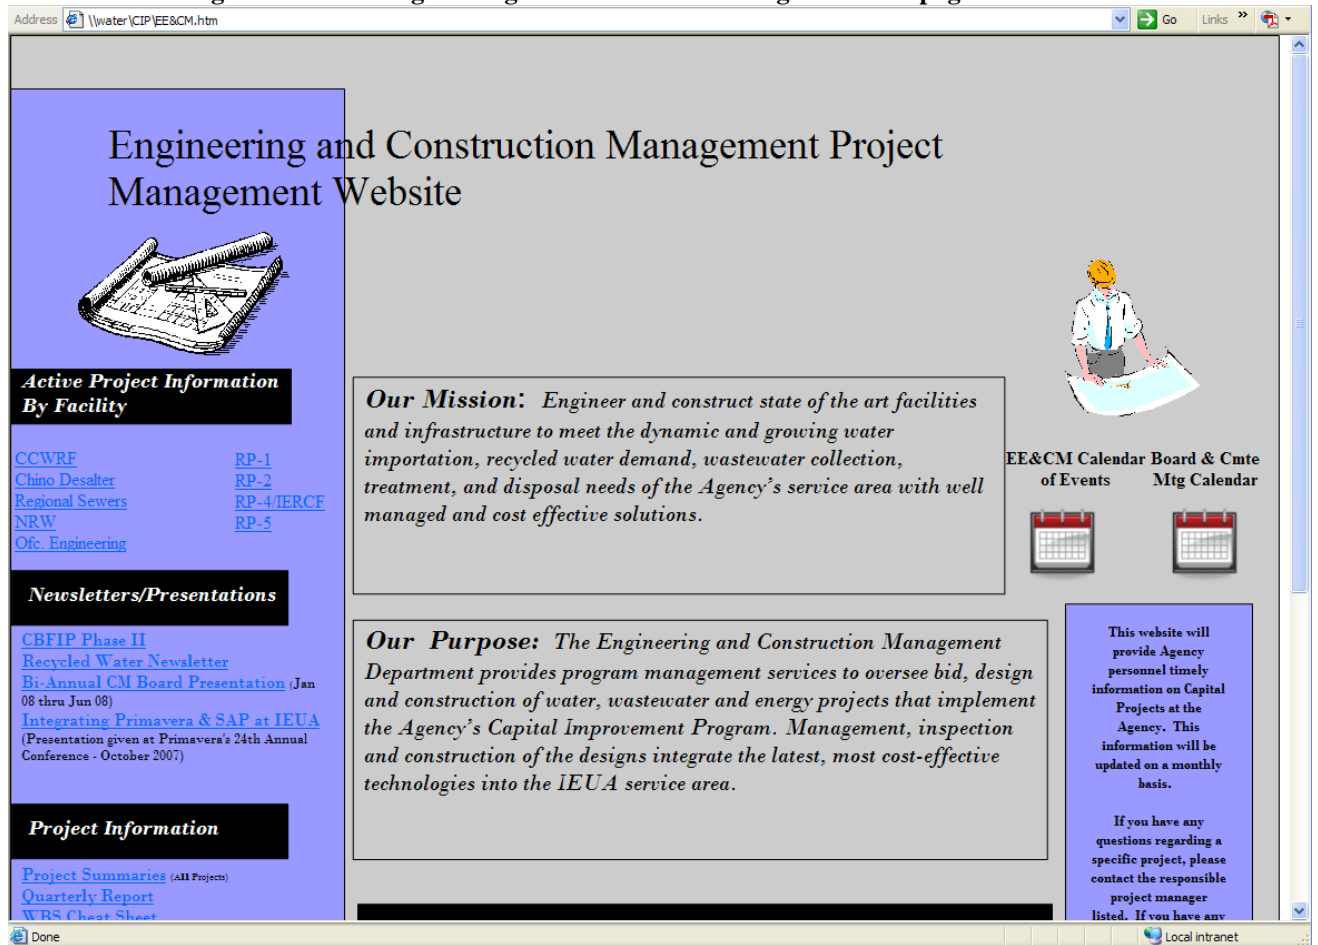 Address \\water\CIP\EE&CM.htm Go Links »
Engineering and Construction Management Project
Management Website
Active Project Information
By Facility
CCWRF RP-1
Chino Desalter RP-2
Regional Sewers RP-4/IERCF
NRW RP-5
Ofc. Engineering
Newsletters/Presentations
CBFIP Phase II
Recycled Water Newsletter
Bi-Annual CM Board Presentation (Jan
08 thru Jun 08)
Integrating Primavera & SAP at IEUA
(Presentation given at Primavera's 24th Annual
Conference - October 2007)
Project Information
Project Summaries (All Projects)
Quarterly Report
WBS Cheat Sheet
Our Mission: Engineer and construct state of the art facilities
and infrastructure to meet the dynamic and growing water
importation, recycled water demand, wastewater collection,
treatment, and disposal needs of the Agency's service area with well
managed and cost effective solutions.
Our Purpose: The Engineering and Construction Management
Department provides program management services to oversee bid, design
and construction of water, wastewater and energy projects that implement
the Agency's Capital Improvement Program. Management, inspection
and construction of the designs integrate the latest, most cost-effective
technologies into the IEUA service area.
EE&CM Calendar Board & Cmte
of Events Mtg Calendar
This website will
provide Agency
personnel timely
information on Capital
Projects at the
Agency. This
information will be
updated on a monthly
basis.
If you have any
questions regarding a
specific project, please
contact the responsible
project manager
listed. If you have any
Done Local intranet